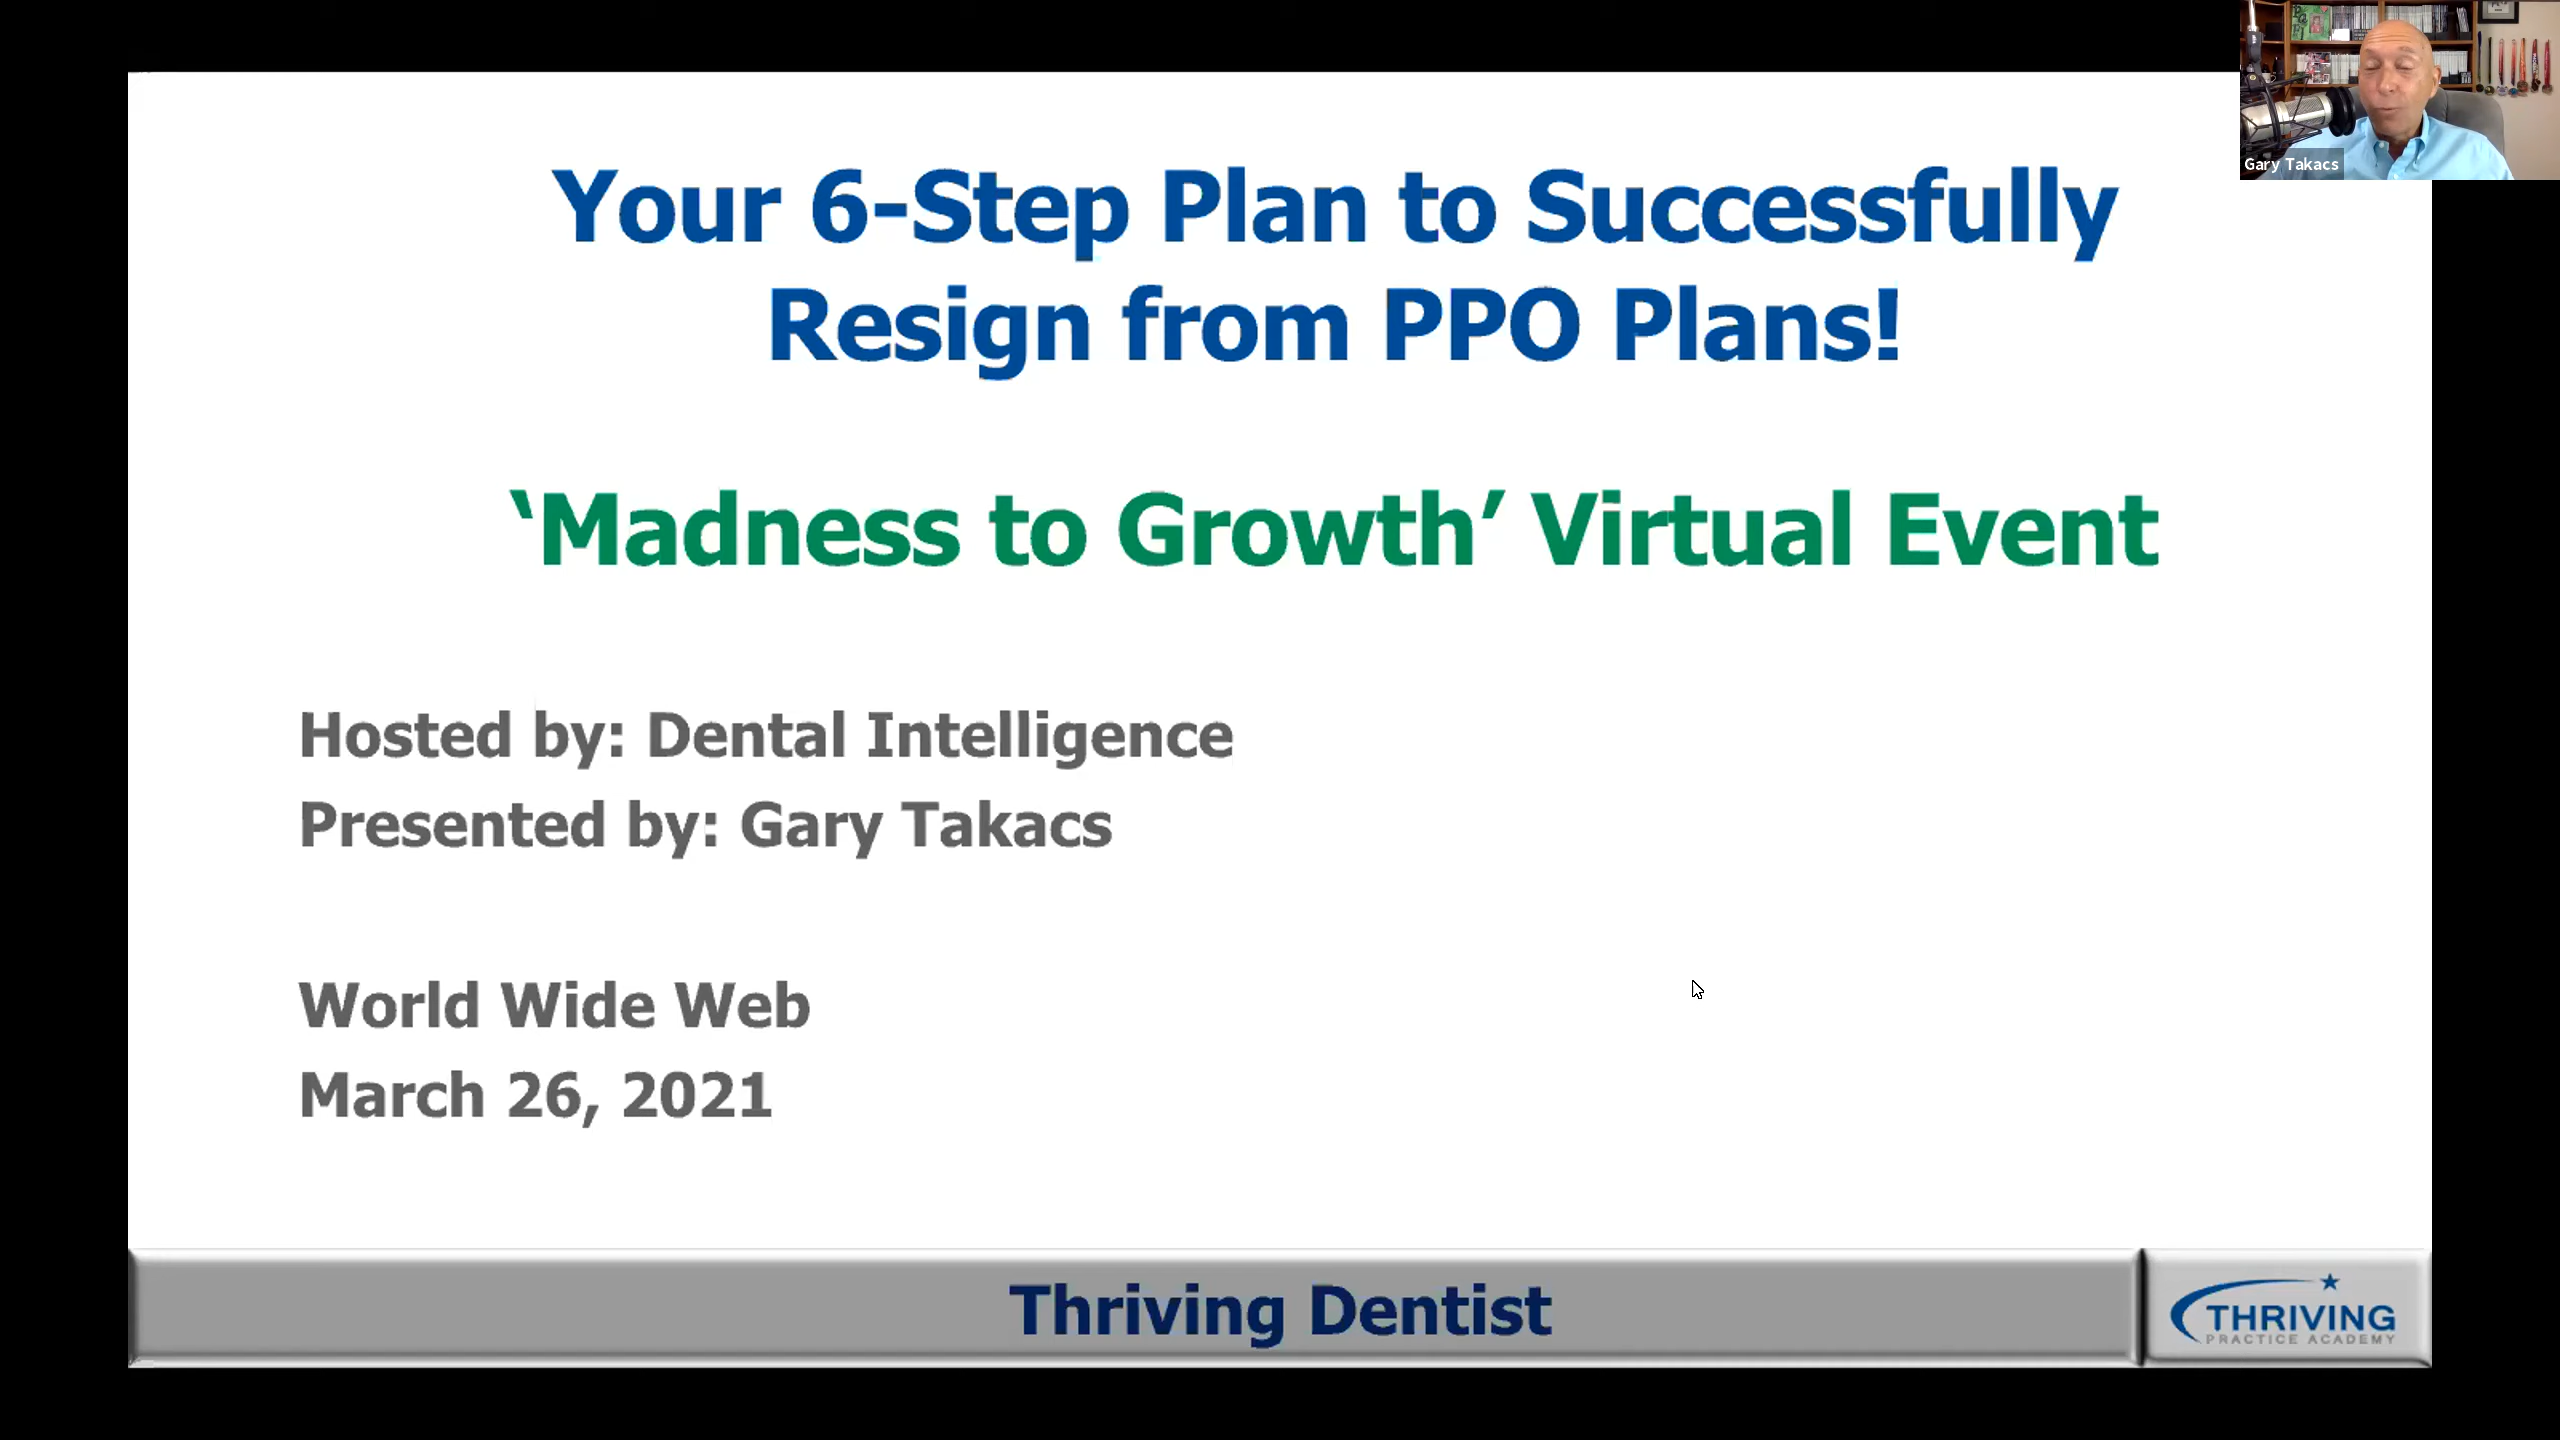 Gary Takacs
Your 6-Step Plan to Successfully
Resign from PPO Plans!
‘Madness to Growth’ Virtual Event
Hosted by: Dental Intelligence
Presented by: Gary Takacs
World Wide Web
March 26, 2021
Thriving Dentist
THRIVING
PRACTICE ACADEMY